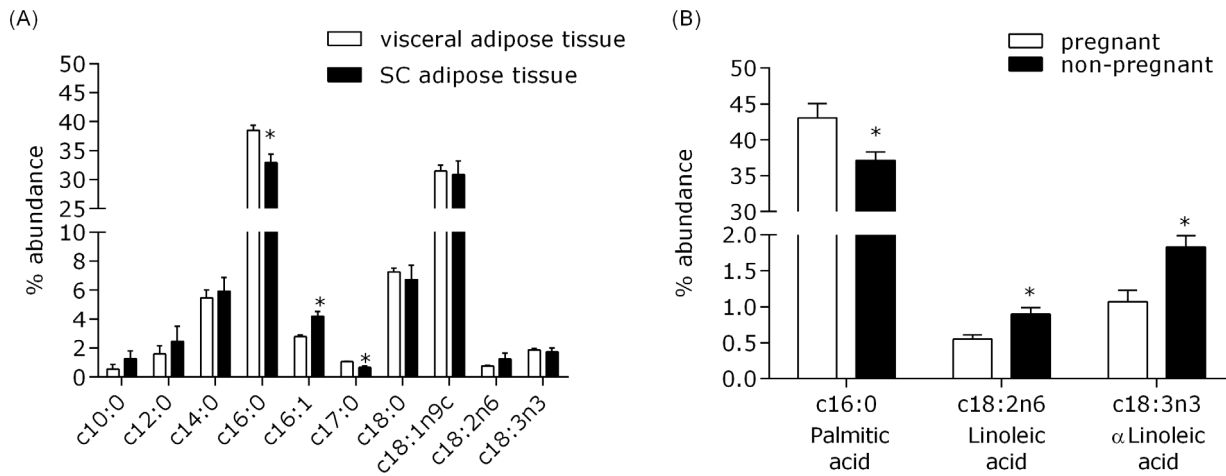 (A)
visceral adipose tissue
SC adipose tissue
% abundance
50
45
40
35
30
25
10
8
6
4
2
0
*
*
*
c10:0
c12:0
c14:0
c16:0
c16:1
c17:0
c18:0
c18:1n9c
c18:2n6
c18:3n3
(B)
pregnant
non-pregnant
% abundance
50
45
40
35
30
2.0
1.5
1.0
0.5
0.0
*
*
*
c16:0
c18:2n6
c18:3n3
Palmitic
acid
Linoleic
acid
α Linoleic
acid